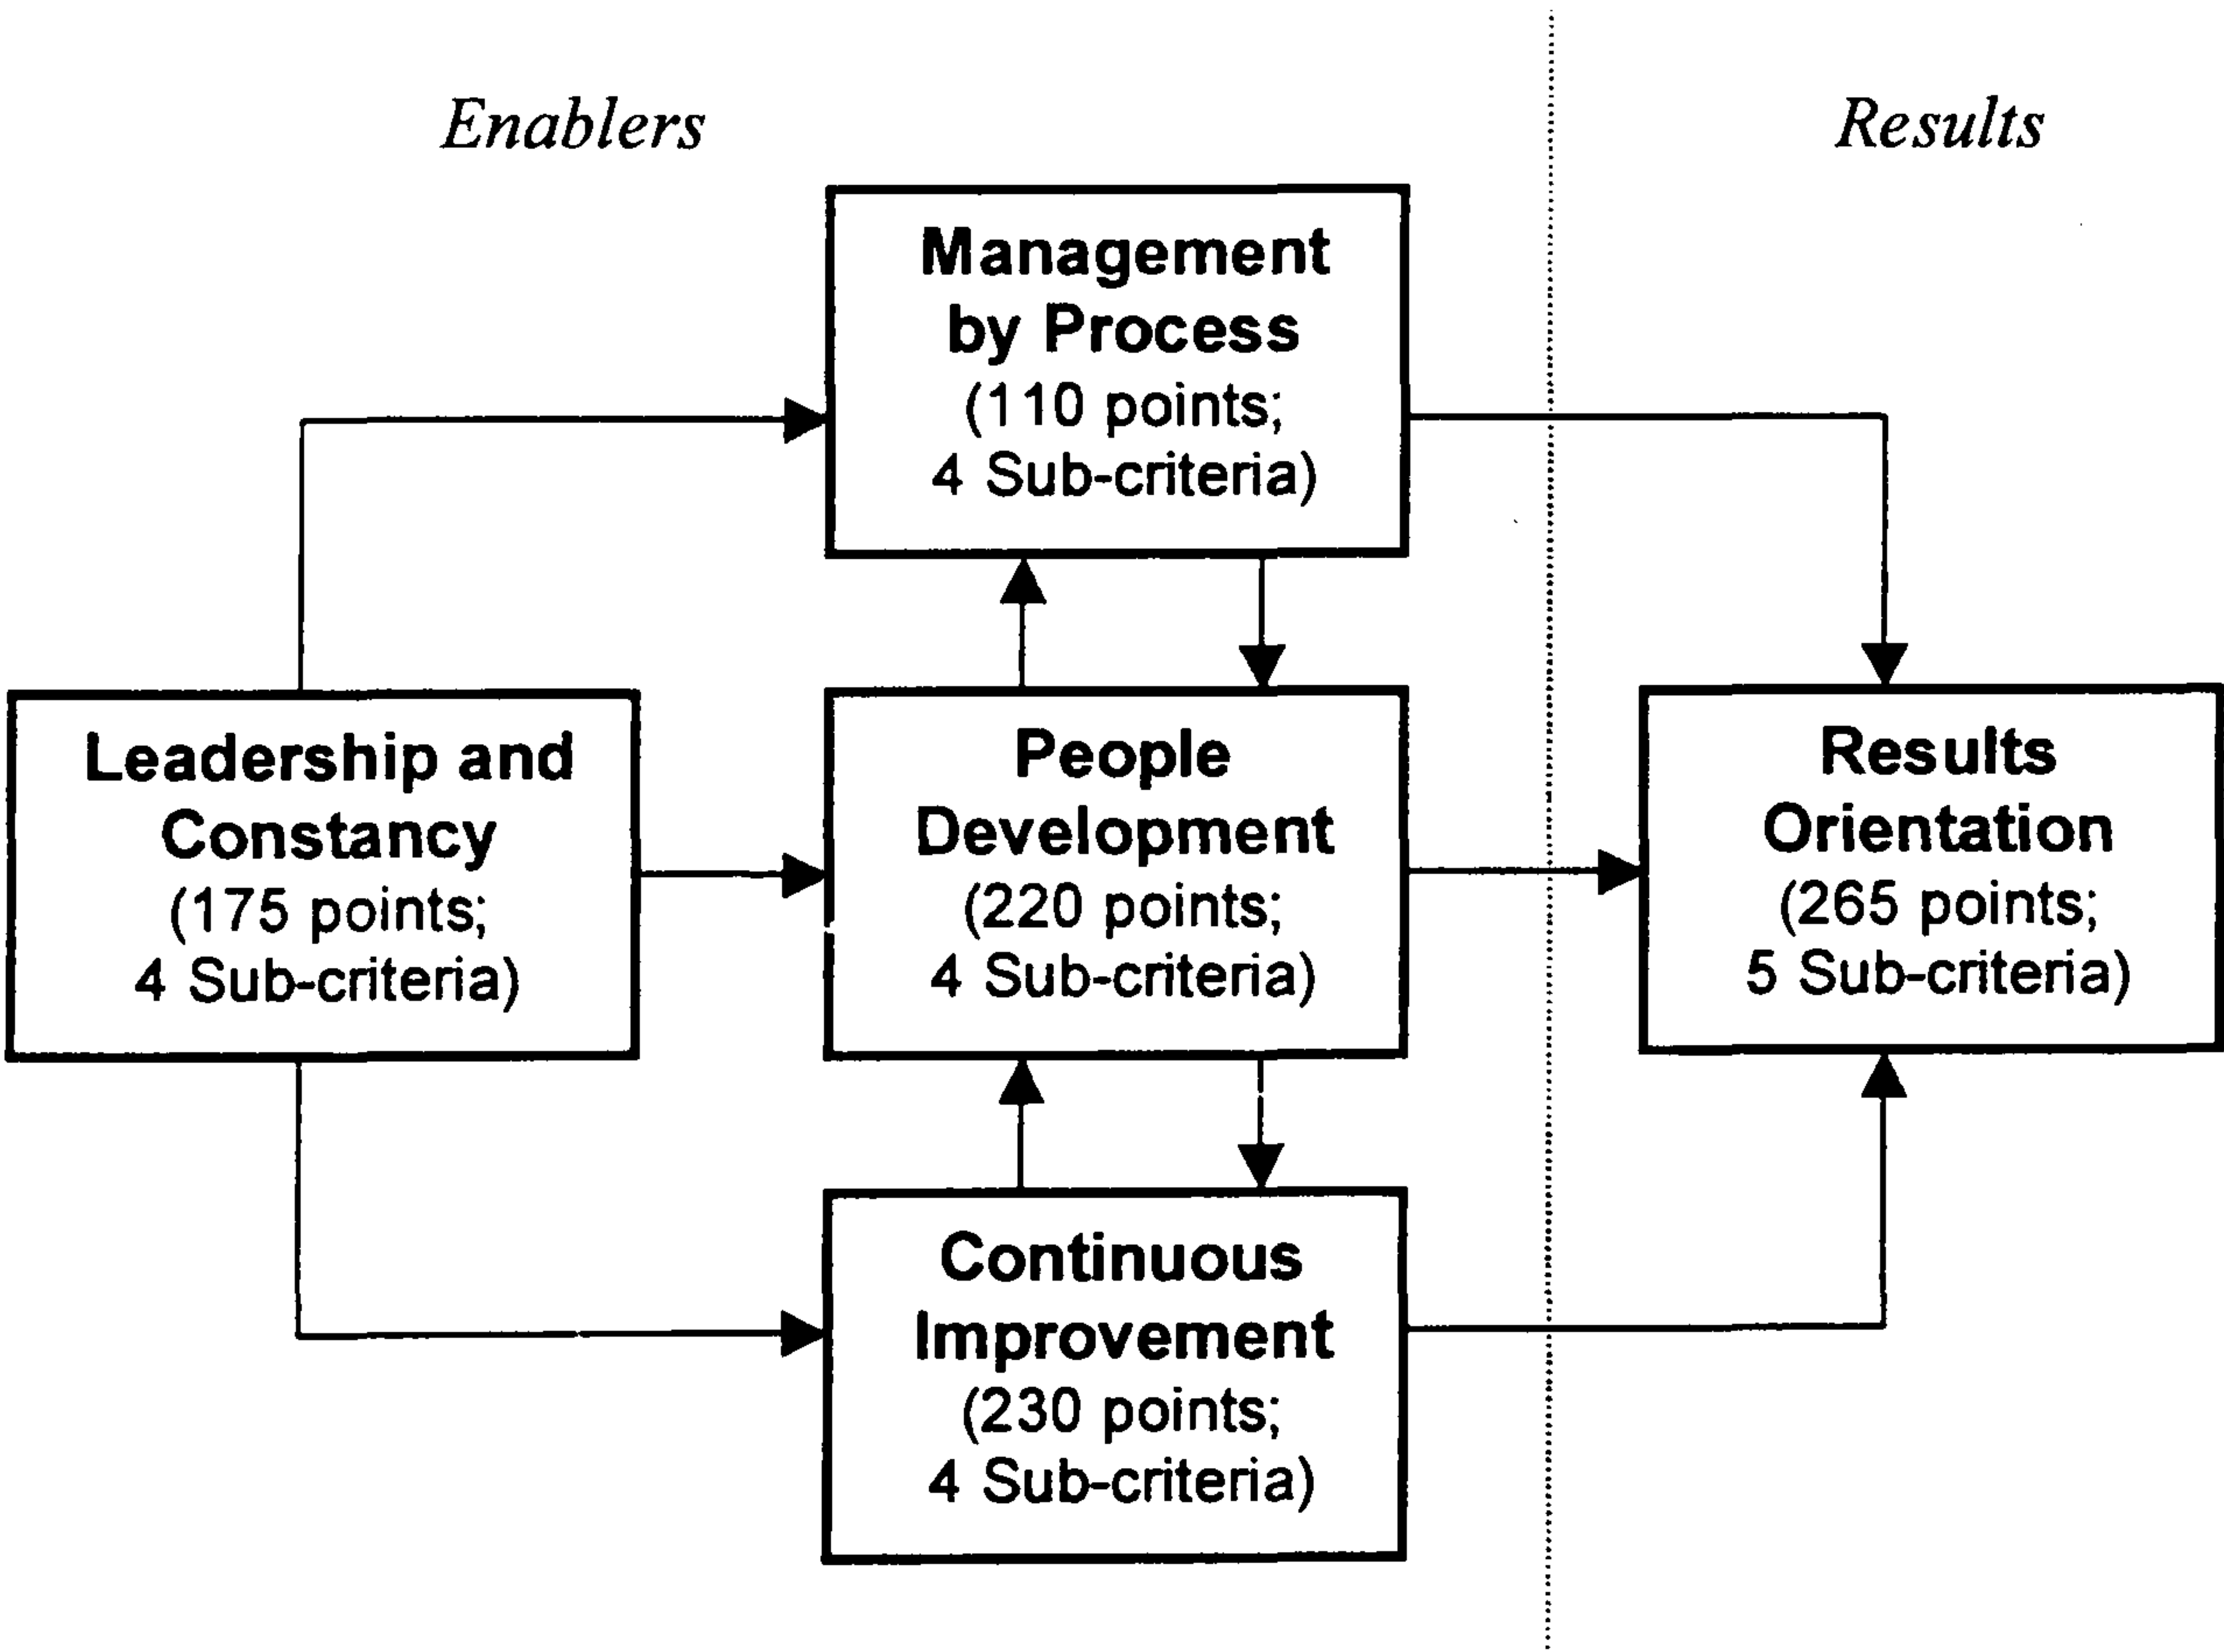 Enablers
Results
Management
by Process
(110 points;
4 Sub-criteria)
Leadership and
Constancy
(175 points;
4 Sub-criteria)
People
Development
(220 points;
4 Sub-criteria)
Results
Orientation
(265 points;
5 Sub-criteria)
Continuous
Improvement
(230 points;
4 Sub-criteria)